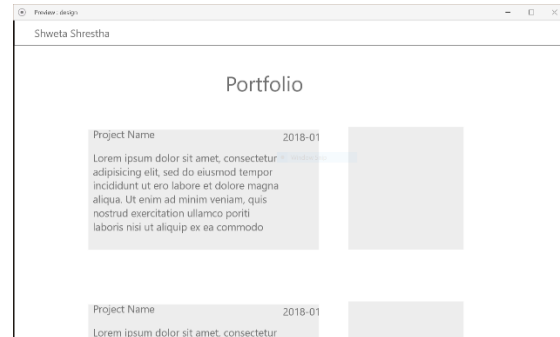 Preview : design
Shweta Shrestha
Portfolio
Project Name 2018-01
Lorem ipsum dolor sit amet, consectetur
adipisicing elit, sed do eiusmod tempor
incididunt ut ero labore et dolore magna
aliqua. Ut enim ad minim veniam, quis
nostrud exercitation ullamco poriti
laboris nisi ut aliquip ex ea commodo
Project Name 2018-01
Lorem ipsum dolor sit amet, consectetur